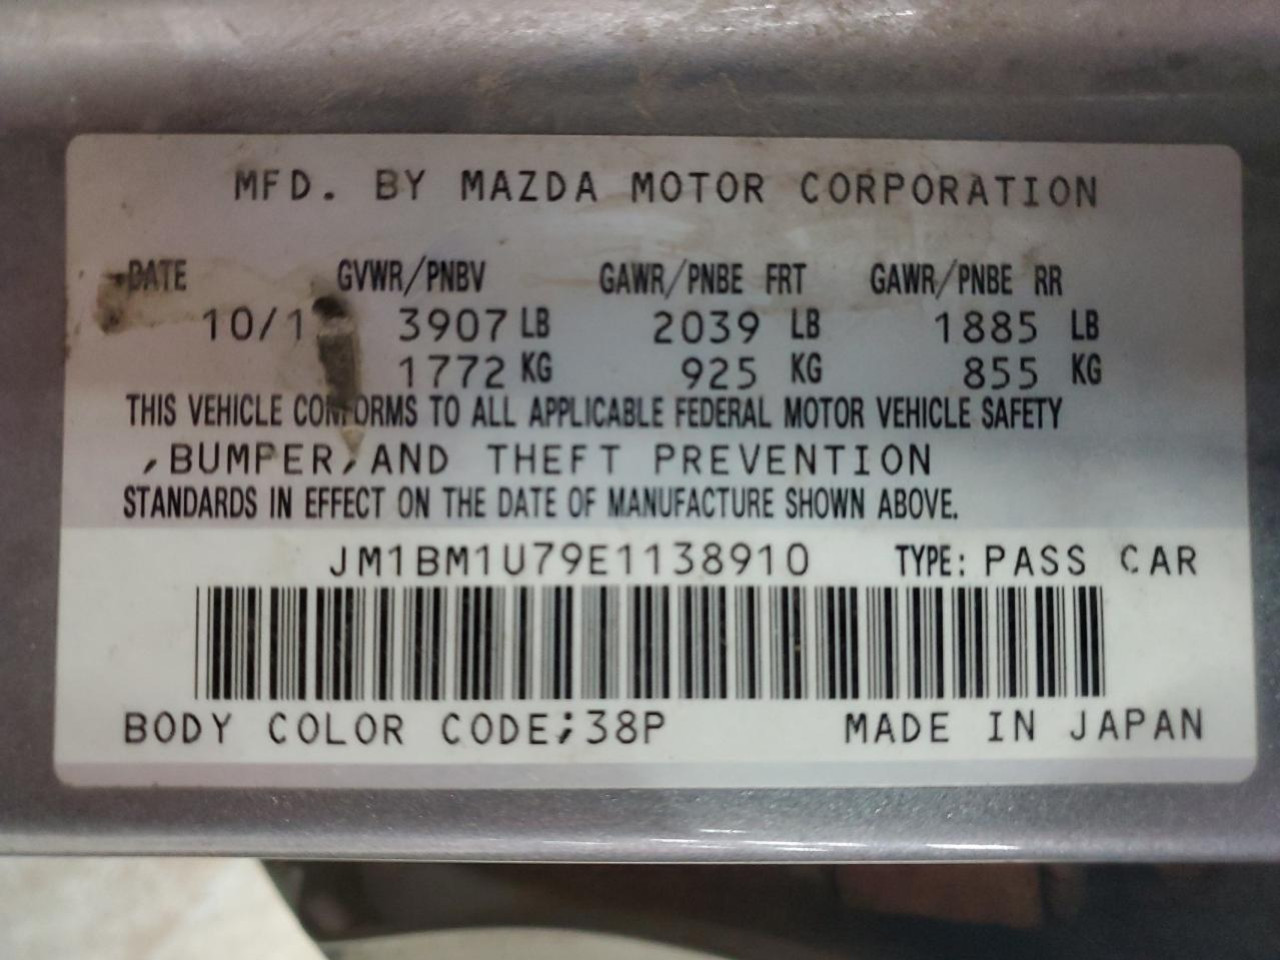 MFD. BY MAZDA MOTOR CORPORATION
DATE GVWR/PNBV GAWR/PNBE FRT GAWR/PNBE RR
3907 LB 2039 LB 1885 LB
1772 KG 925 KG 855 KG
THIS VEHICLE CONFORMS TO ALL APPLICABLE FEDERAL MOTOR VEHICLE SAFETY
,BUMPER,AND THEFT PREVENTION
STANDARDS IN EFFECT ON THE DATE OF MANUFACTURE SHOWN ABOVE.
JM1BM1U79E1138910 TYPE: PASS CAR
BODY COLOR CODE;38P MADE IN JAPAN